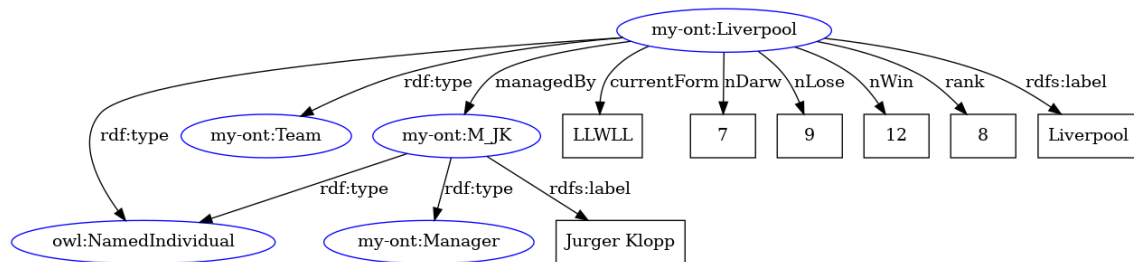 my-ont:Liverpool
rdf:type
managedBy
currentForm
nDarw
nLose
nWin
rank
rdfs:label
rdf:type
my-ont:Team
my-ont:M_JK
LLWLL
7
9
12
8
Liverpool
rdf:type
rdf:type
rdfs:label
owl:NamedIndividual
my-ont:Manager
Jurger Klopp